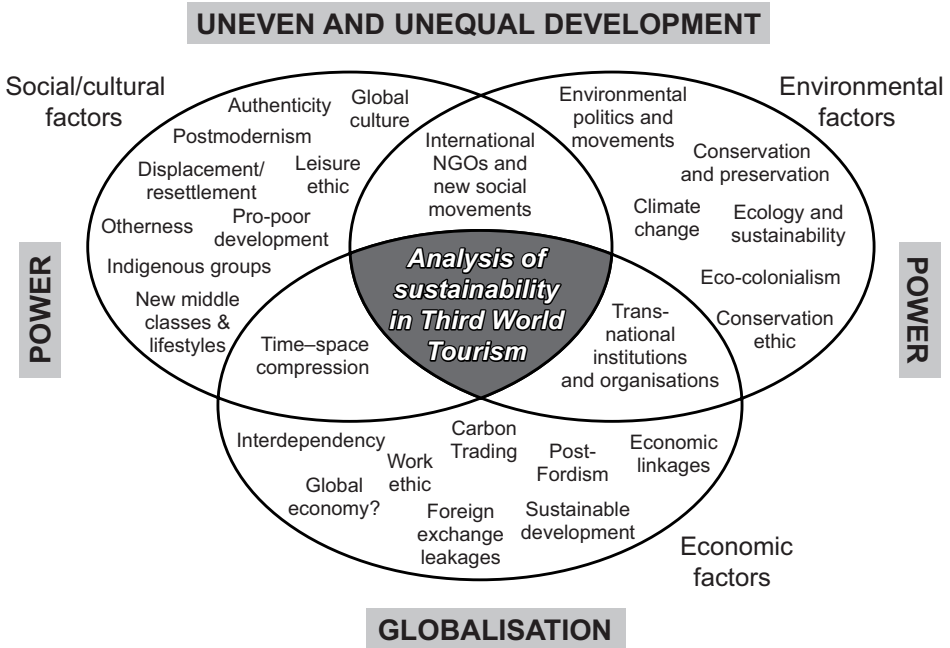 UNEVEN AND UNEQUAL DEVELOPMENT
Social/cultural
factors
Environmental
factors
Authenticity
Global
culture
Postmodernism
Displacement/
resettlement
Leisure
ethic
Otherness
Pro-poor
development
Indigenous groups
New middle
classes &
lifestyles
International
NGOs and
new social
movements
Environmental
politics and
movements
Conservation
and preservation
Climate
change
Ecology and
sustainability
Eco-colonialism
Conservation
ethic
POWER
POWER
Analysis of
sustainability
in Third World
Tourism
Time–space
compression
Trans-
national
institutions
and organisations
Interdependency
Work
ethic
Carbon
Trading
Post-
Fordism
Economic
linkages
Global
economy?
Foreign
exchange
leakages
Sustainable
development
Economic
factors
GLOBALISATION